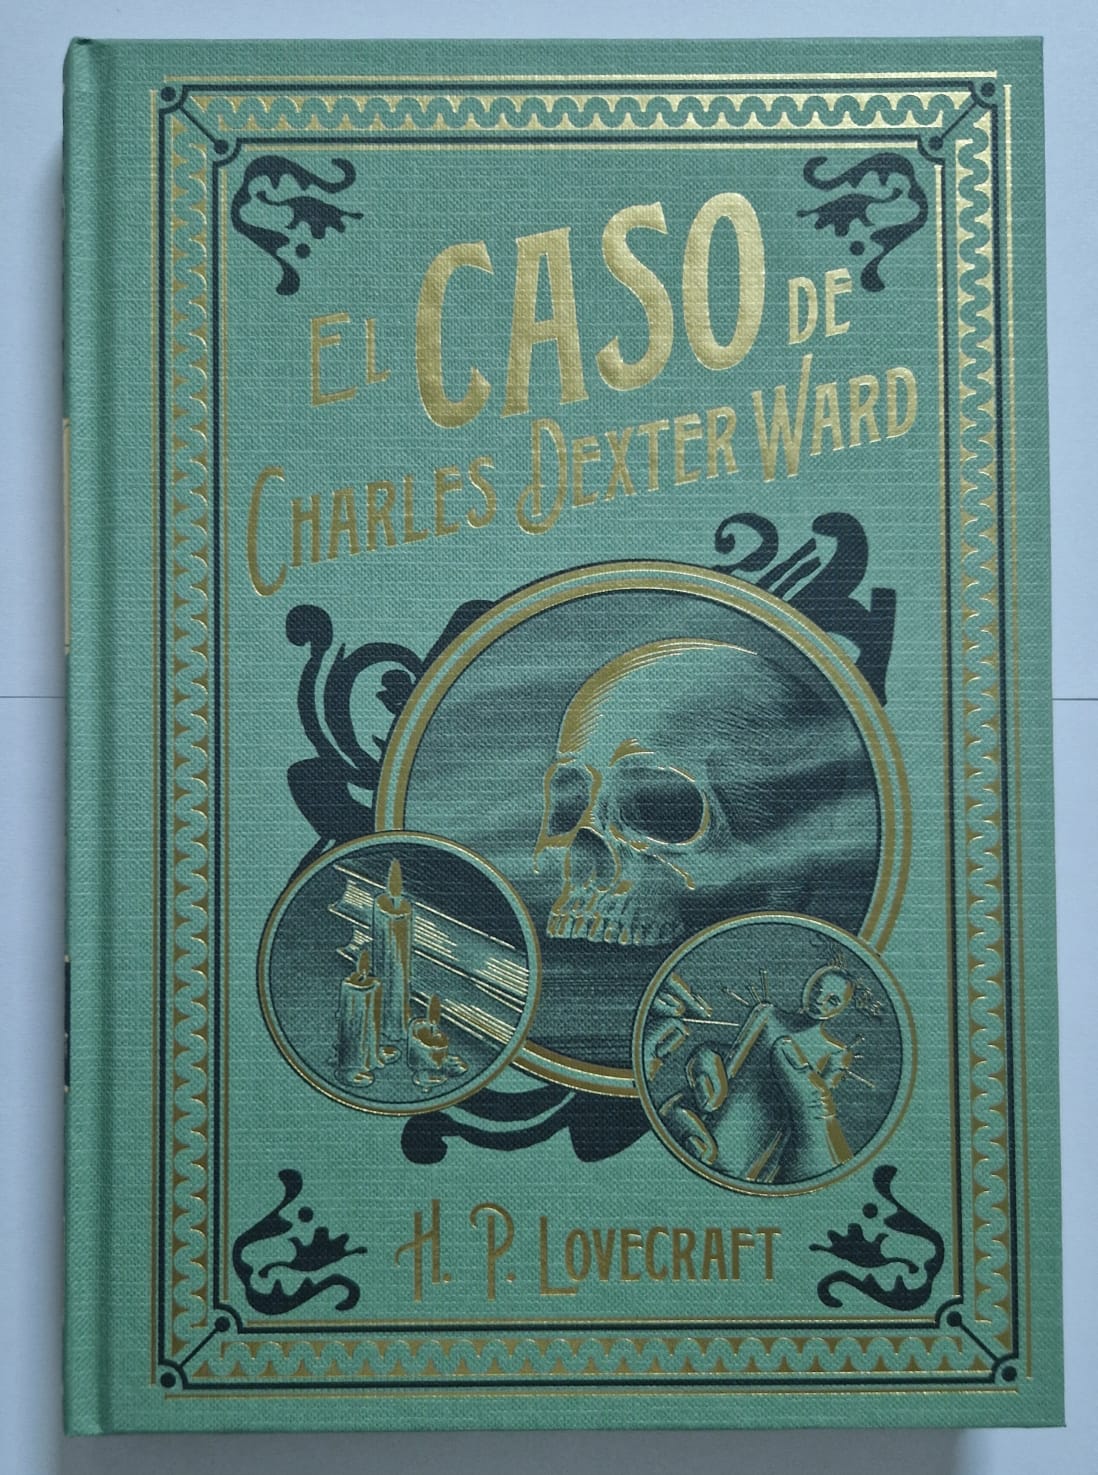 EL CASO DE
CHARLES DEXTER WARD
H. P. LOVECRAFT